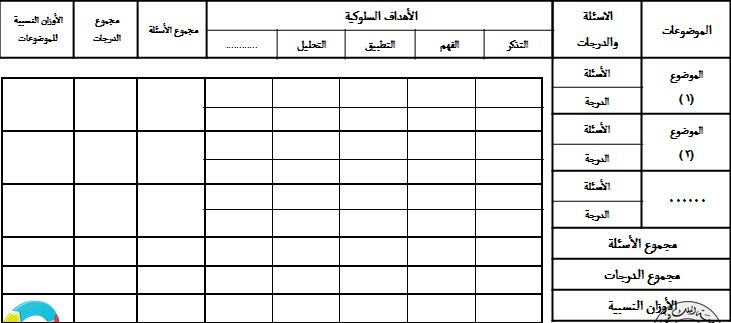 الموضوعات
الاسئلة والدرجات
الأهداف السلوكية
مجموع الأسئلة
مجموع الدرجات
الأوزان النسبية للموضوعات
التذكر
الفهم
التطبيق
التحليل
............
الموضوع (١)
الأسئلة
الدرجة
الموضوع (٢)
الأسئلة
الدرجة
......
الأسئلة
الدرجة
مجموع الأسئلة
مجموع الدرجات
الأوزان النسبية